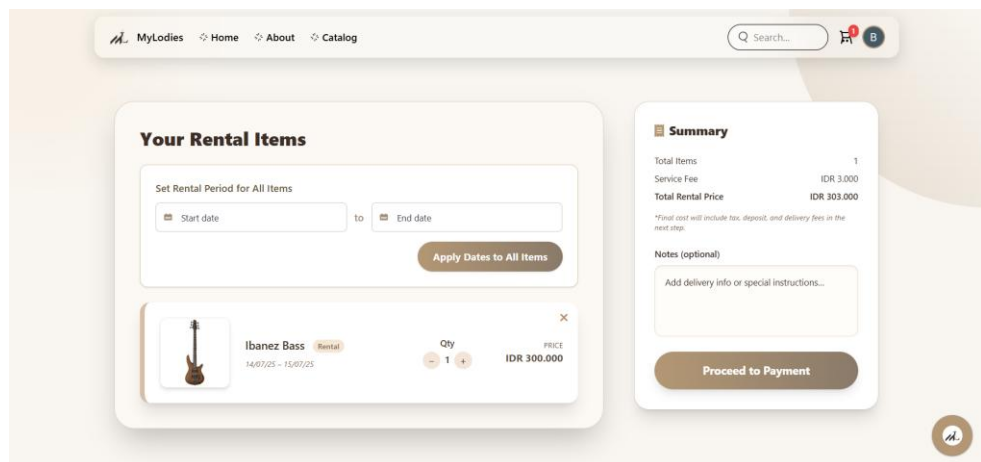 MyLodies Home About Catalog
Search...
1
B
Your Rental Items
Set Rental Period for All Items
Start date to End date
Apply Dates to All Items
Ibanez Bass Rental
14/07/25 – 15/07/25
Qty
− 1 +
PRICE
IDR 300.000
Summary
Total Items 1
Service Fee IDR 3.000
Total Rental Price IDR 303.000
*Final cost will include tax, deposit, and delivery fees in the
next step.
Notes (optional)
Add delivery info or special instructions...
Proceed to Payment